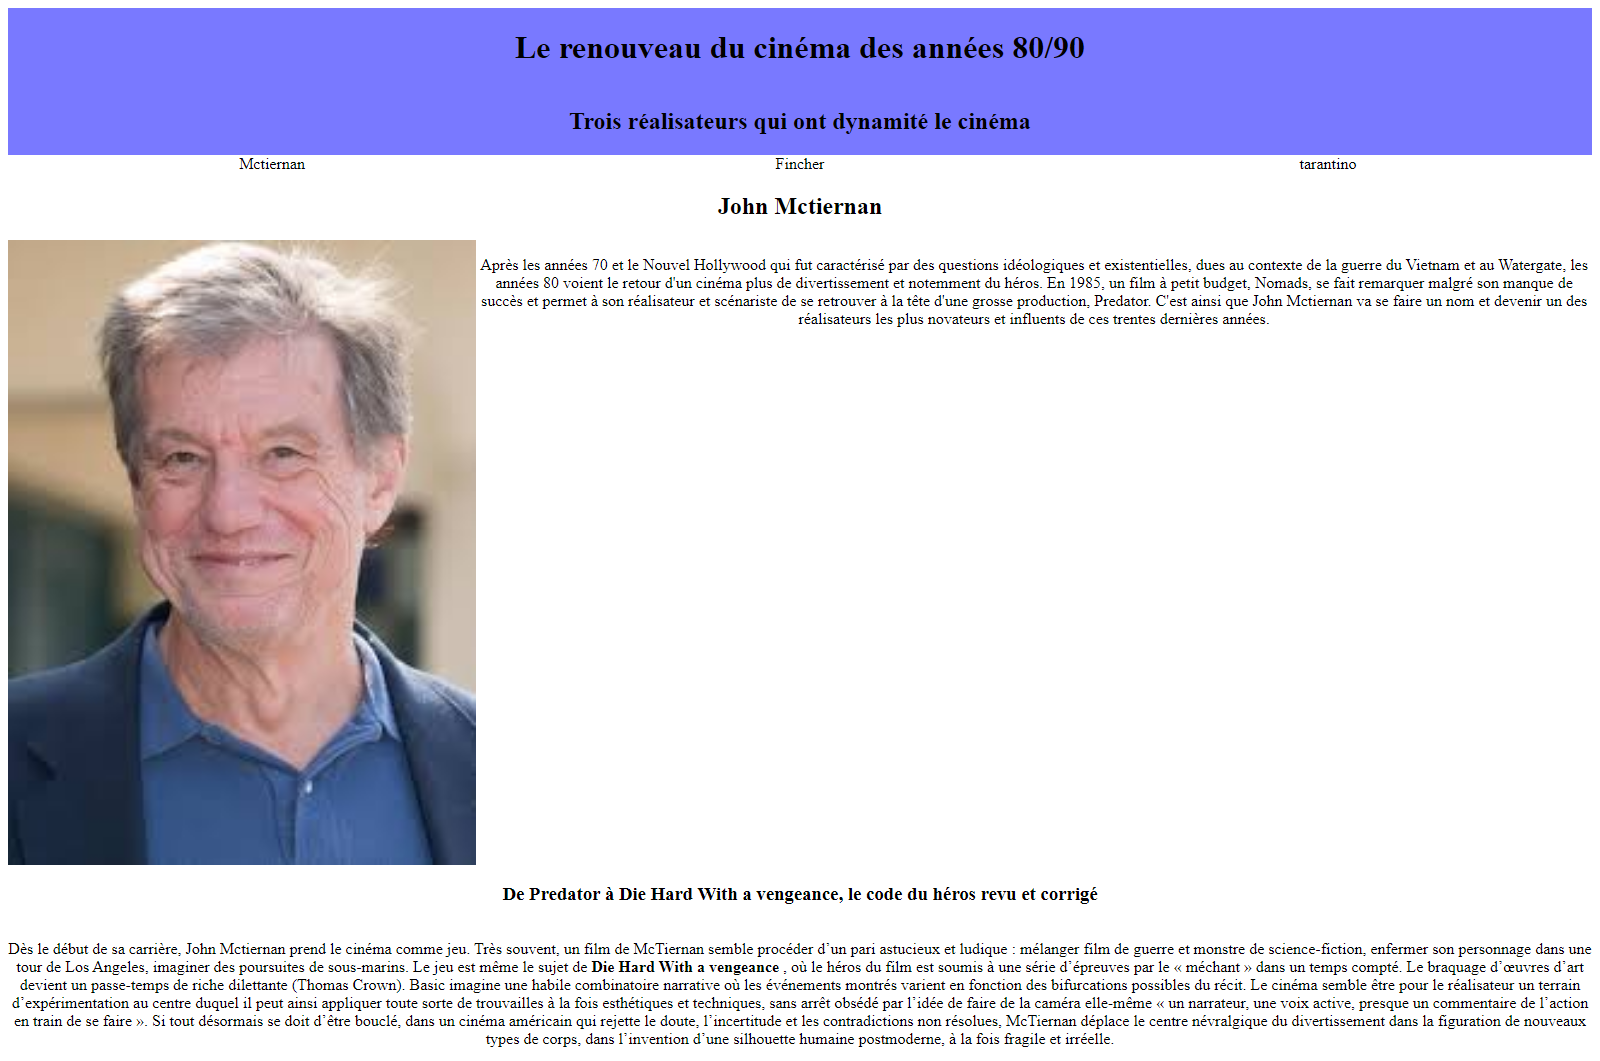 Le renouveau du cinéma des années 80/90
Trois réalisateurs qui ont dynamité le cinéma
Mctiernan Fincher tarantino
John Mctiernan
Après les années 70 et le Nouvel Hollywood qui fut caractérisé par des questions idéologiques et existentielles, dues au contexte de la guerre du Vietnam et au Watergate, les
années 80 voient le retour d'un cinéma plus de divertissement et notemment du héros. En 1985, un film à petit budget, Nomads, se fait remarquer malgré son manque de
succès et permet à son réalisateur et scénariste de se retrouver à la tête d'une grosse production, Predator. C'est ainsi que John Mctiernan va se faire un nom et devenir un des
réalisateurs les plus novateurs et influents de ces trentes dernières années.
De Predator à Die Hard With a vengeance, le code du héros revu et corrigé
Dès le début de sa carrière, John Mctiernan prend le cinéma comme jeu. Très souvent, un film de McTiernan semble procéder d’un pari astucieux et ludique : mélanger film de guerre et monstre de science-fiction, enfermer son personnage dans une
tour de Los Angeles, imaginer des poursuites de sous-marins. Le jeu est même le sujet de Die Hard With a vengeance , où le héros du film est soumis à une série d’épreuves par le « méchant » dans un temps compté. Le braquage d’œuvres d’art
devient un passe-temps de riche dilettante (Thomas Crown). Basic imagine une habile combinatoire narrative où les événements montrés varient en fonction des bifurcations possibles du récit. Le cinéma semble être pour le réalisateur un terrain
d’expérimentation au centre duquel il peut ainsi appliquer toute sorte de trouvailles à la fois esthétiques et techniques, sans arrêt obsédé par l’idée de faire de la caméra elle-même « un narrateur, une voix active, presque un commentaire de l’action
en train de se faire ». Si tout désormais se doit d’être bouclé, dans un cinéma américain qui rejette le doute, l’incertitude et les contradictions non résolues, McTiernan déplace le centre névralgique du divertissement dans la figuration de nouveaux
types de corps, dans l’invention d’une silhouette humaine postmoderne, à la fois fragile et irréelle.